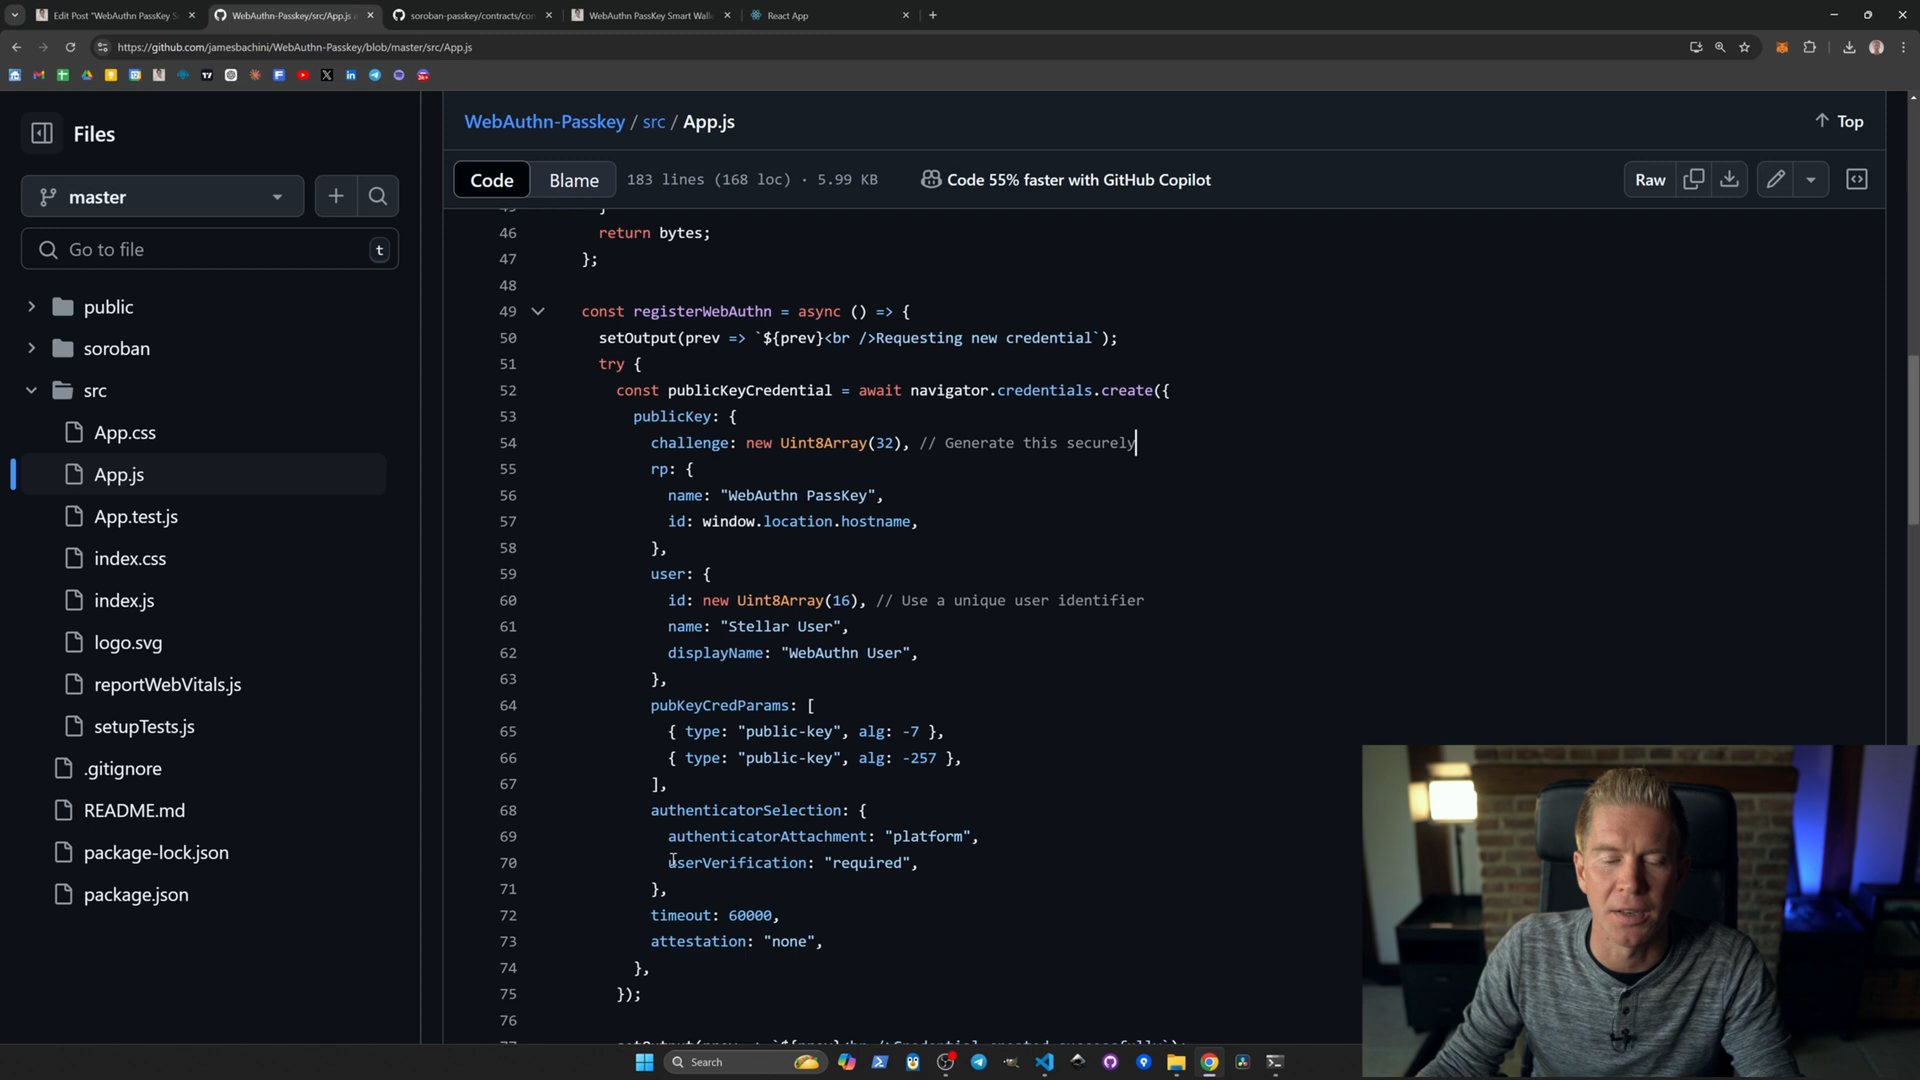 Edit Post "WebAuthn PassKey S
WebAuthn-Passkey/src/App.js a
soroban-passkey/contracts/con
WebAuthn PassKey Smart Walle
React App
https://github.com/jamesbachini/WebAuthn-Passkey/blob/master/src/App.js
Files
master
Go to file
t
public
soroban
src
App.css
App.js
App.test.js
index.css
index.js
logo.svg
reportWebVitals.js
setupTests.js
.gitignore
README.md
package-lock.json
package.json
WebAuthn-Passkey / src / App.js
Top
Code
Blame
183 lines (168 loc) · 5.99 KB
Code 55% faster with GitHub Copilot
Raw
46 return bytes;
47 };
48
49 const registerWebAuthn = async () => {
50 setOutput(prev => `${prev}<br />Requesting new credential`);
51 try {
52 const publicKeyCredential = await navigator.credentials.create({
53 publicKey: {
54 challenge: new Uint8Array(32), // Generate this securely
55 rp: {
56 name: "WebAuthn PassKey",
57 id: window.location.hostname,
58 },
59 user: {
60 id: new Uint8Array(16), // Use a unique user identifier
61 name: "Stellar User",
62 displayName: "WebAuthn User",
63 },
64 pubKeyCredParams: [
65 { type: "public-key", alg: -7 },
66 { type: "public-key", alg: -257 },
67 ],
68 authenticatorSelection: {
69 authenticatorAttachment: "platform",
70 userVerification: "required",
71 },
72 timeout: 60000,
73 attestation: "none",
74 },
75 });
76
Search